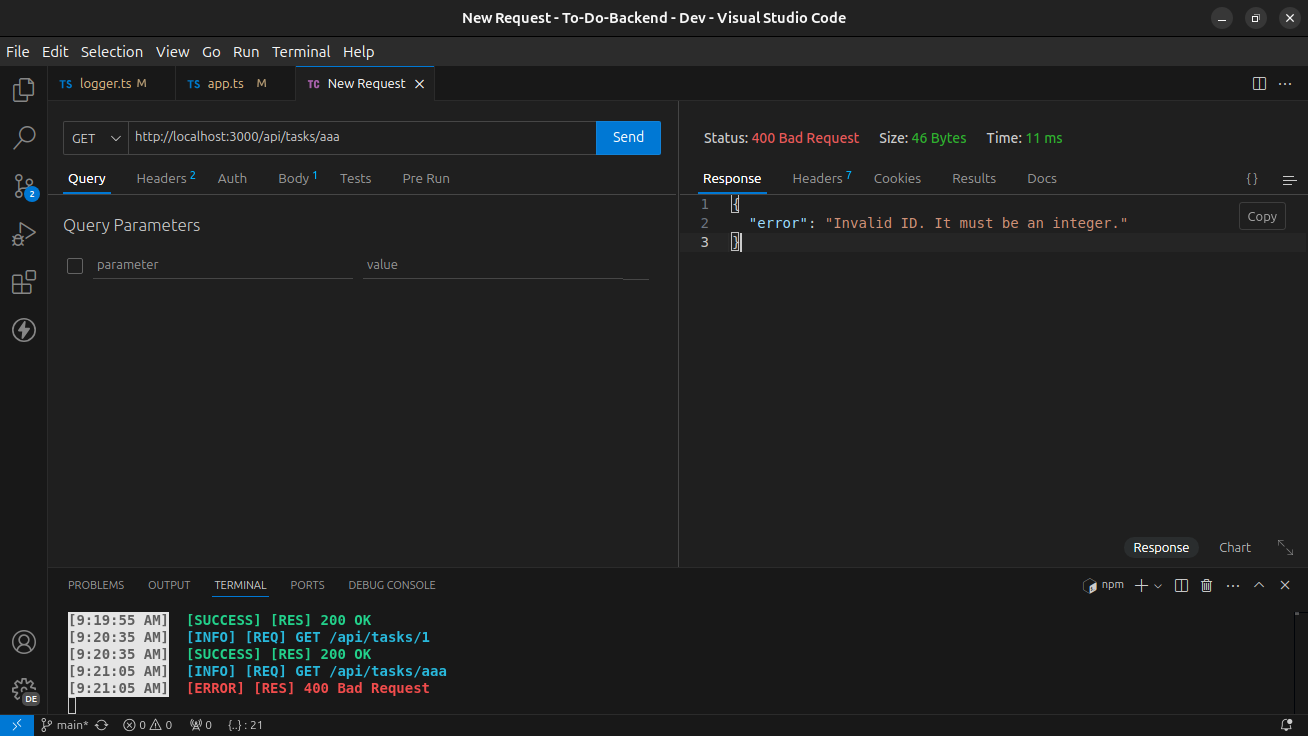 New Request - To-Do-Backend - Dev - Visual Studio Code
File Edit Selection View Go Run Terminal Help
TS logger.ts M TS app.ts M TC New Request
GET http://localhost:3000/api/tasks/aaa Send
Status: 400 Bad Request Size: 46 Bytes Time: 11 ms
Query Headers 2 Auth Body 1 Tests Pre Run
Response Headers 7 Cookies Results Docs {}
Query Parameters
parameter value
1 {
2 "error": "Invalid ID. It must be an integer."
3 }
Copy
2
Response Chart
PROBLEMS OUTPUT TERMINAL PORTS DEBUG CONSOLE npm
[9:19:55 AM] [SUCCESS] [RES] 200 OK
[9:20:35 AM] [INFO] [REQ] GET /api/tasks/1
[9:20:35 AM] [SUCCESS] [RES] 200 OK
[9:21:05 AM] [INFO] [REQ] GET /api/tasks/aaa
[9:21:05 AM] [ERROR] [RES] 400 Bad Request
DE
main* 0 0 0 {..} : 21